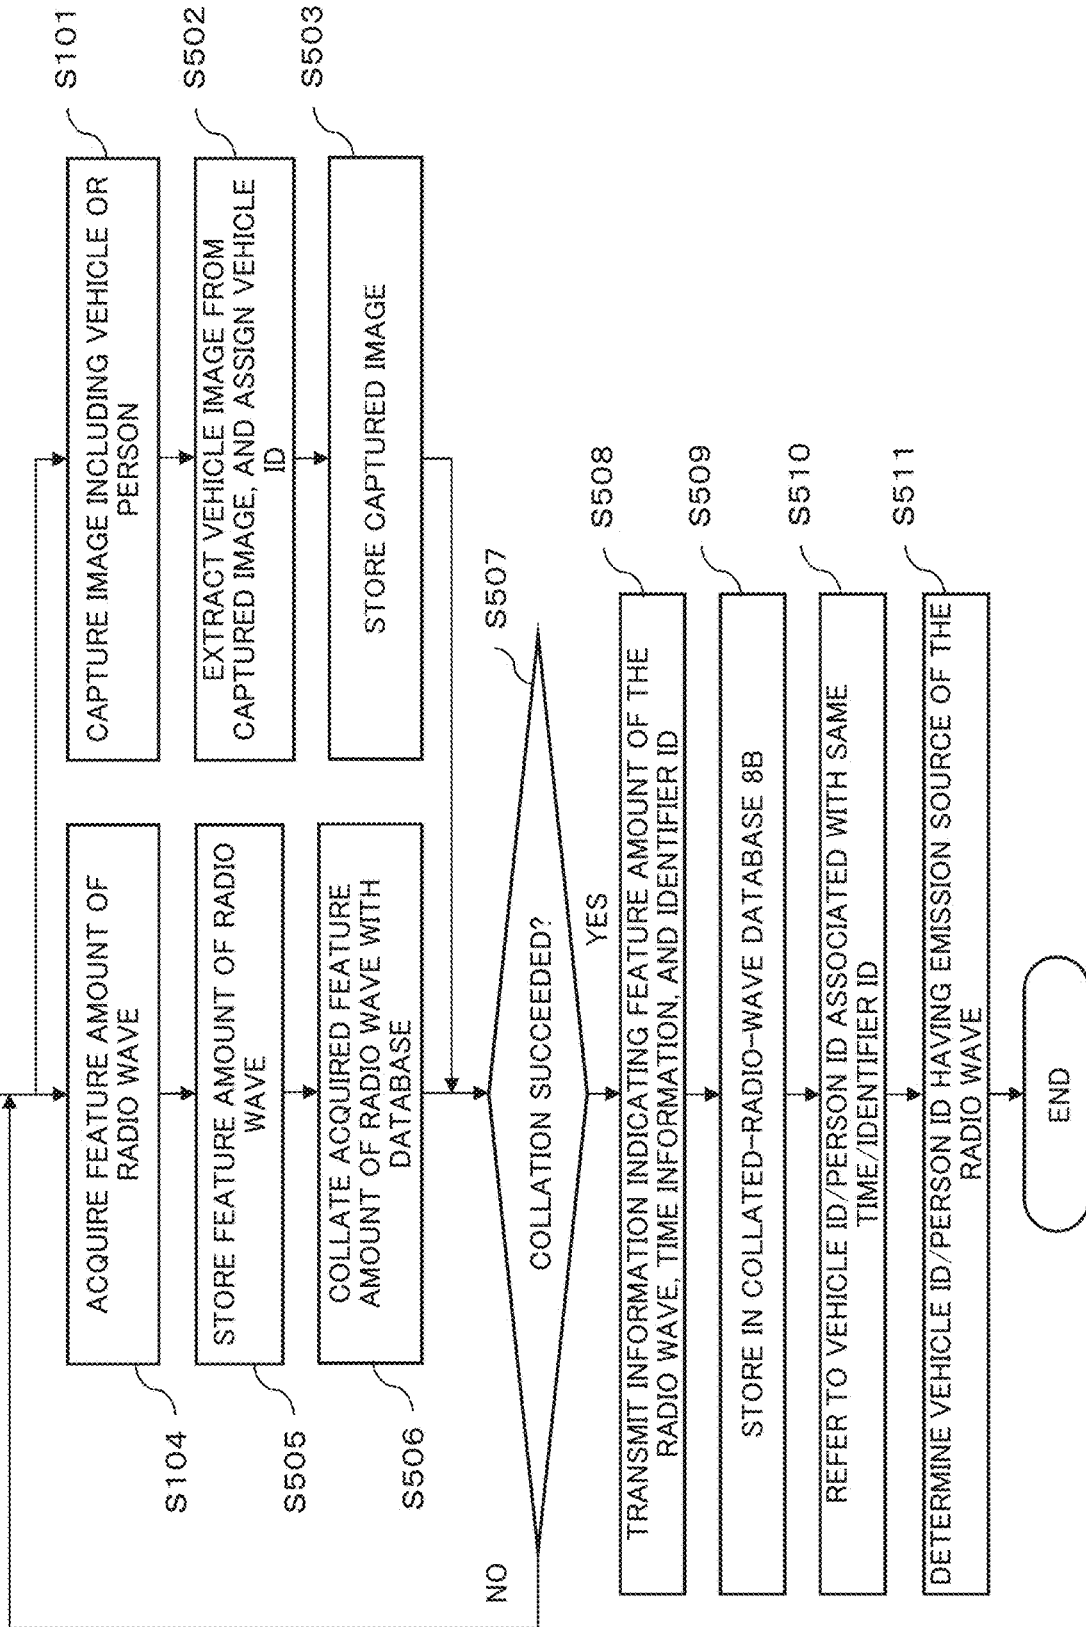 ACQUIRE FEATURE AMOUNT OF
RADIO WAVE
S104
STORE FEATURE AMOUNT OF RADIO
WAVE
S505
COLLATE ACQUIRED FEATURE
AMOUNT OF RADIO WAVE WITH
DATABASE
S506
CAPTURE IMAGE INCLUDING VEHICLE OR
PERSON
S101
EXTRACT VEHICLE IMAGE FROM
CAPTURED IMAGE, AND ASSIGN VEHICLE
ID
S502
STORE CAPTURED IMAGE
S503
COLLATION SUCCEEDED?
S507
NO
YES
TRANSMIT INFORMATION INDICATING FEATURE AMOUNT OF THE
RADIO WAVE, TIME INFORMATION, AND IDENTIFIER ID
S508
STORE IN COLLATED-RADIO-WAVE DATABASE 8B
S509
REFER TO VEHICLE ID/PERSON ID ASSOCIATED WITH SAME
TIME/IDENTIFIER ID
S510
DETERMINE VEHICLE ID/PERSON ID HAVING EMISSION SOURCE OF THE
RADIO WAVE
S511
END